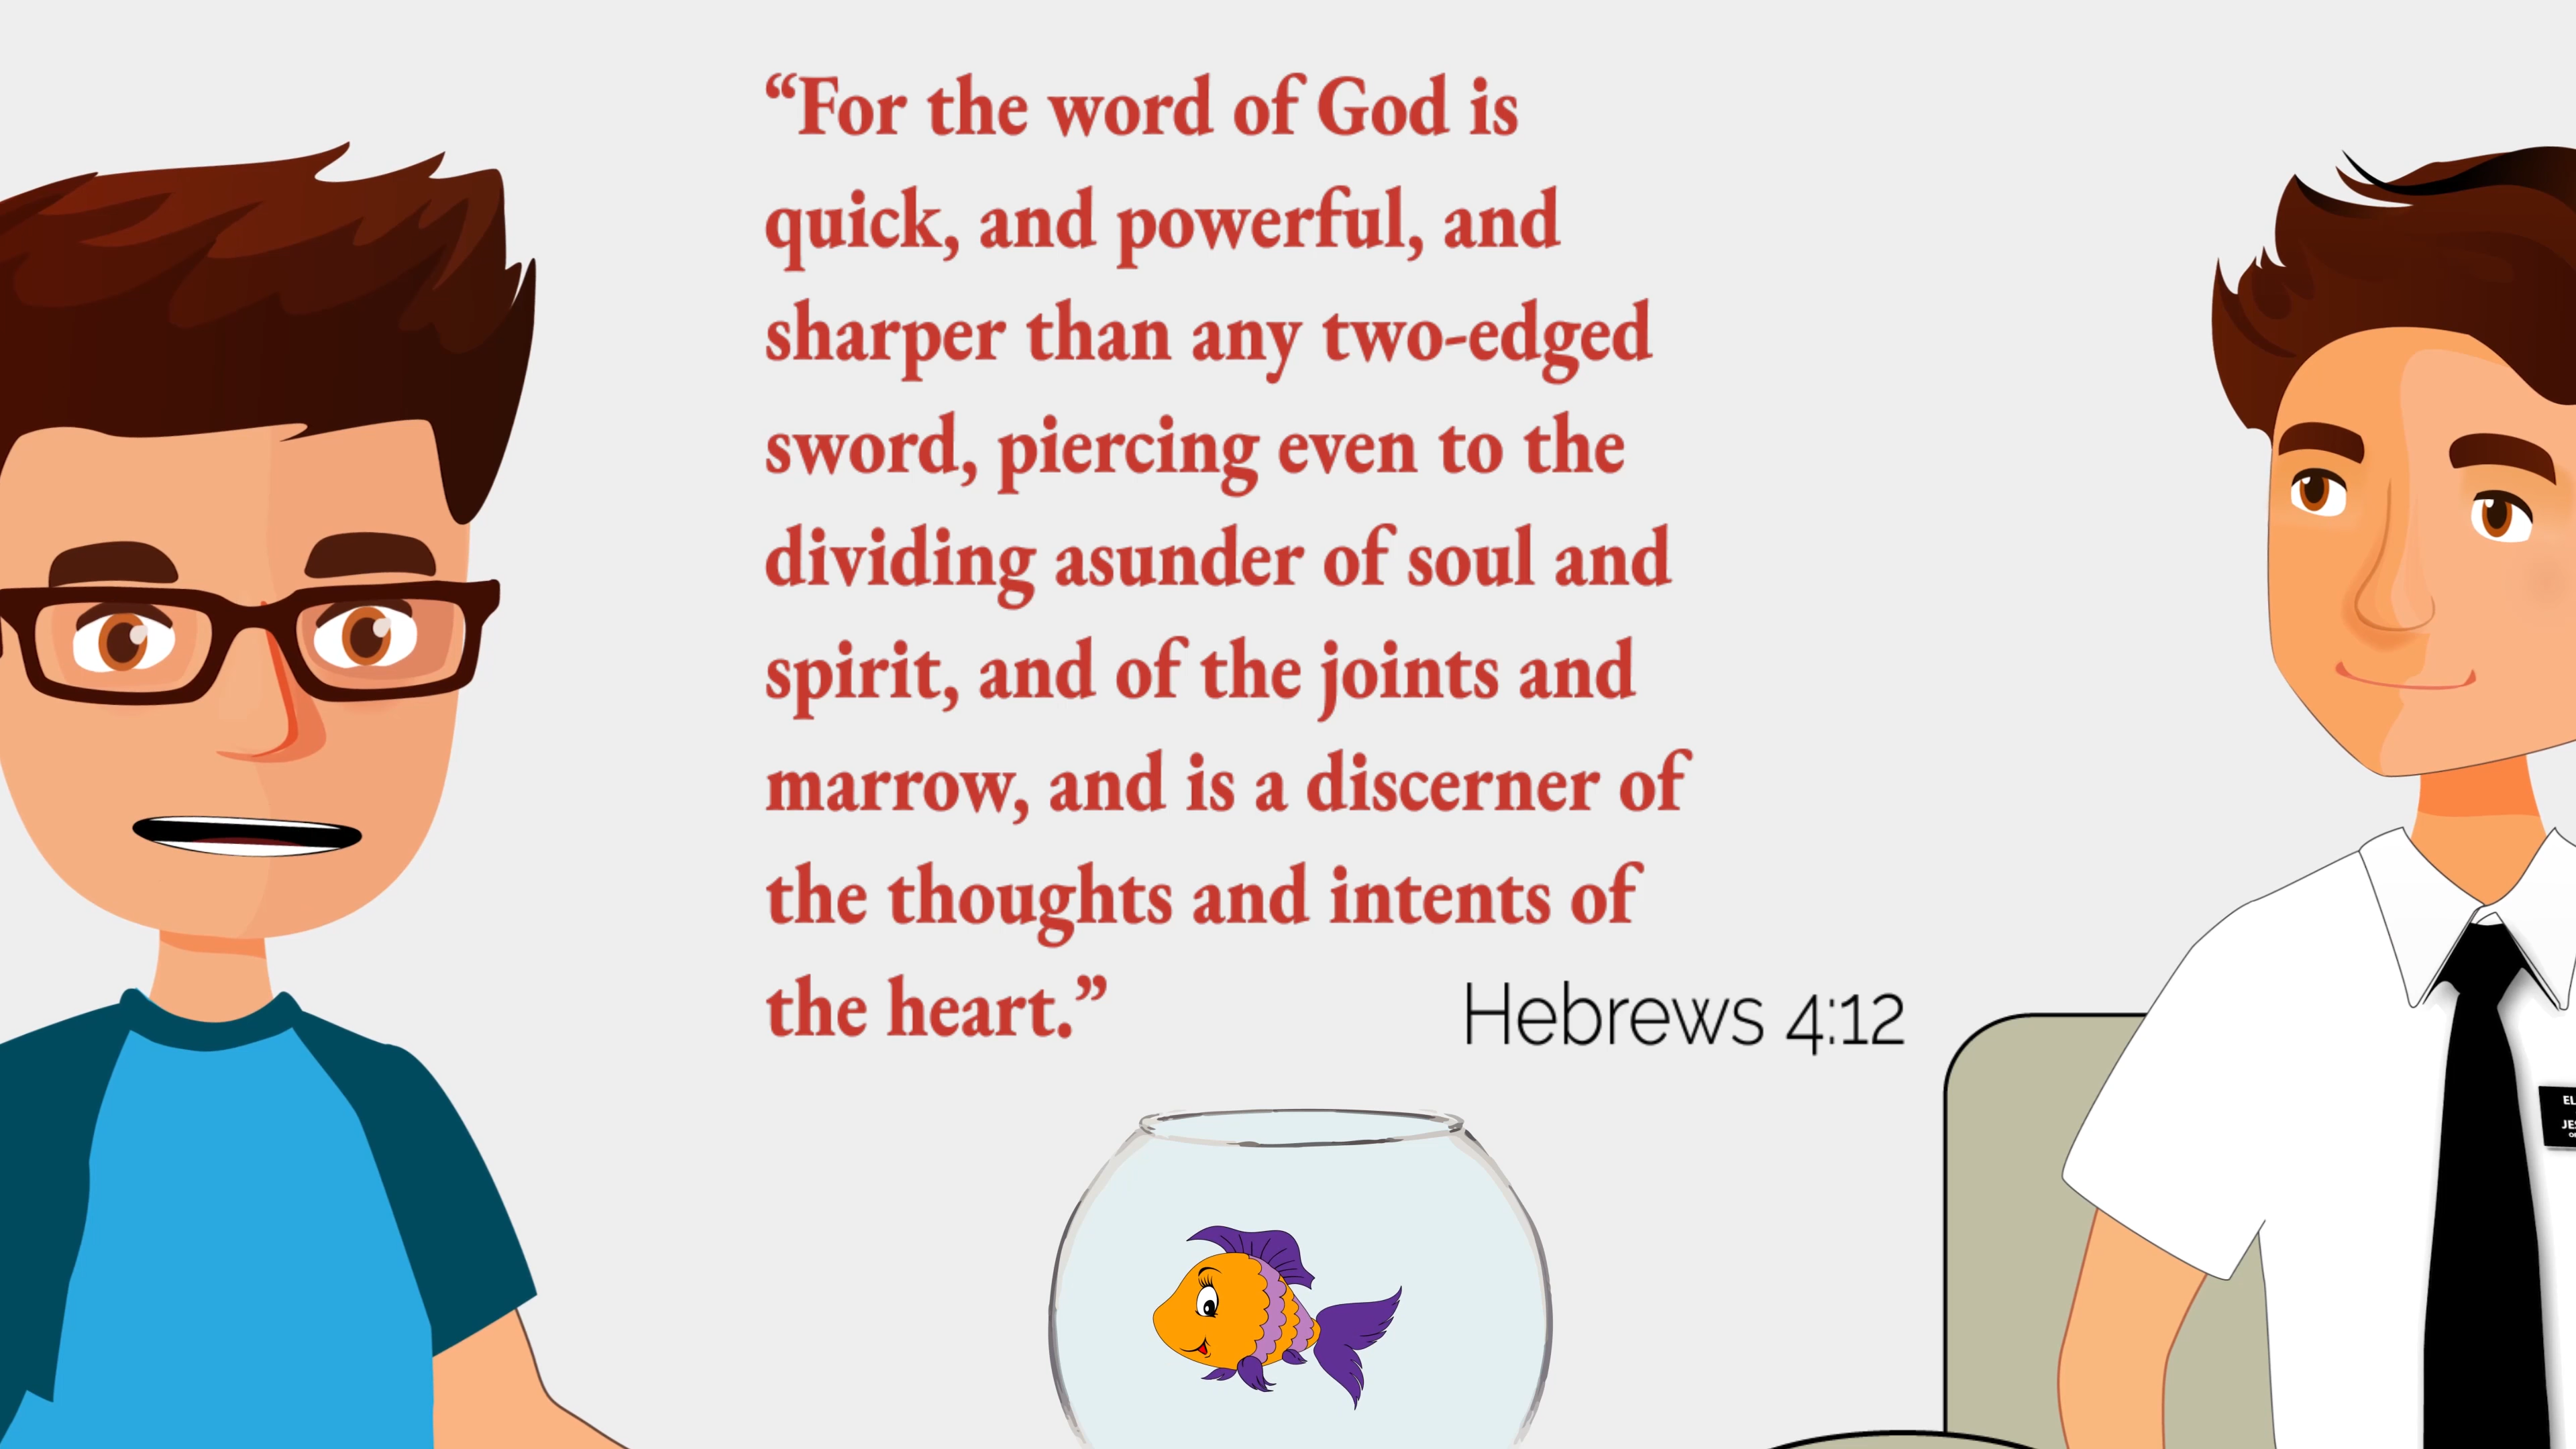 “For the word of God is
quick, and powerful, and
sharper than any two-edged
sword, piercing even to the
dividing asunder of soul and
spirit, and of the joints and
marrow, and is a discerner of
the thoughts and intents of
the heart.”
Hebrews 4:12